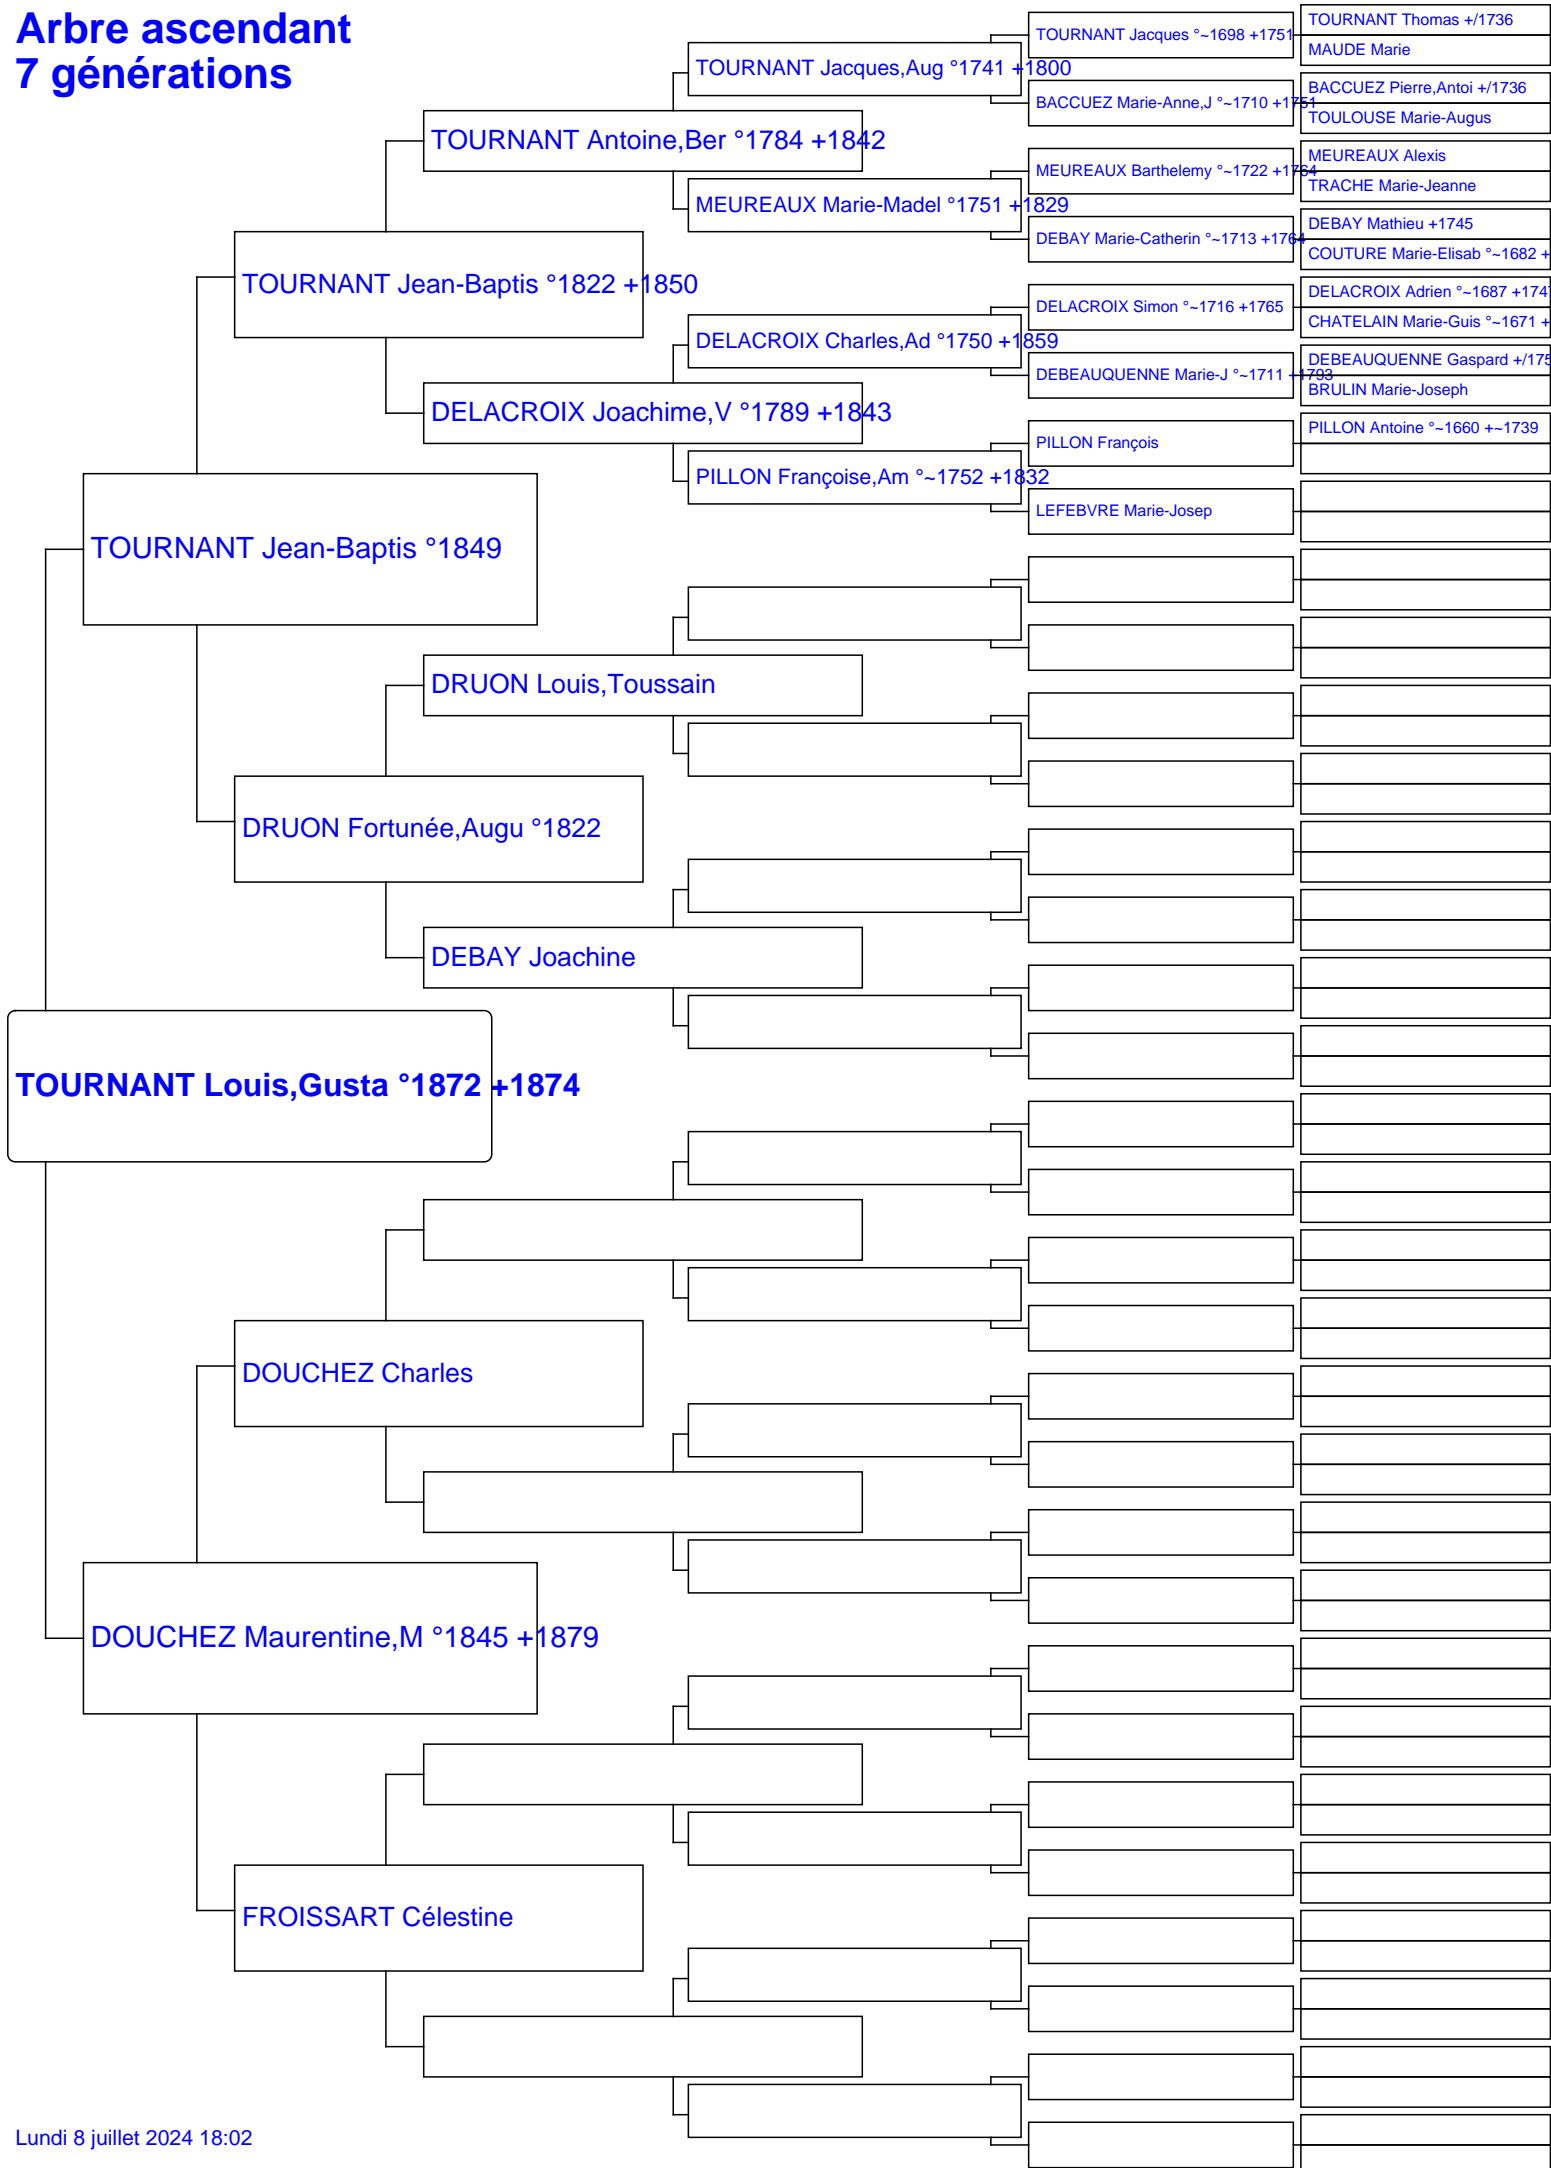 Arbre ascendant
7 générations
TOURNANT Louis,Gusta °1872 +1874
TOURNANT Jean-Baptis °1849
DOUCHEZ Maurentine,M °1845 +1879
TOURNANT Jean-Baptis °1822 +1850
DRUON Fortunée,Augu °1822
DOUCHEZ Charles
FROISSART Célestine
TOURNANT Antoine,Ber °1784 +1842
DELACROIX Joachime,V °1789 +1843
DRUON Louis,Toussain
DEBAY Joachine
TOURNANT Jacques,Aug °1741 +1800
MEUREAUX Marie-Madel °1751 +1829
DELACROIX Charles,Ad °1750 +1859
PILLON Françoise,Am °~1752 +1832
TOURNANT Jacques °~1698 +1751
BACCUEZ Marie-Anne,J °~1710 +1751
MEUREAUX Barthelemy °~1722 +1764
DEBAY Marie-Catherin °~1713 +1764
DELACROIX Simon °~1716 +1765
DEBEAUQUENNE Marie-J °~1711 +1793
PILLON François
LEFEBVRE Marie-Josep
TOURNANT Thomas +/1736
MAUDE Marie
BACCUEZ Pierre,Antoi +/1736
TOULOUSE Marie-Augus
MEUREAUX Alexis
TRACHE Marie-Jeanne
DEBAY Mathieu +1745
COUTURE Marie-Elisab °~1682 +
DELACROIX Adrien °~1687 +174
CHATELAIN Marie-Guis °~1671 +
DEBEAUQUENNE Gaspard +/175
BRULIN Marie-Joseph
PILLON Antoine °~1660 +~1739
Lundi 8 juillet 2024 18:02